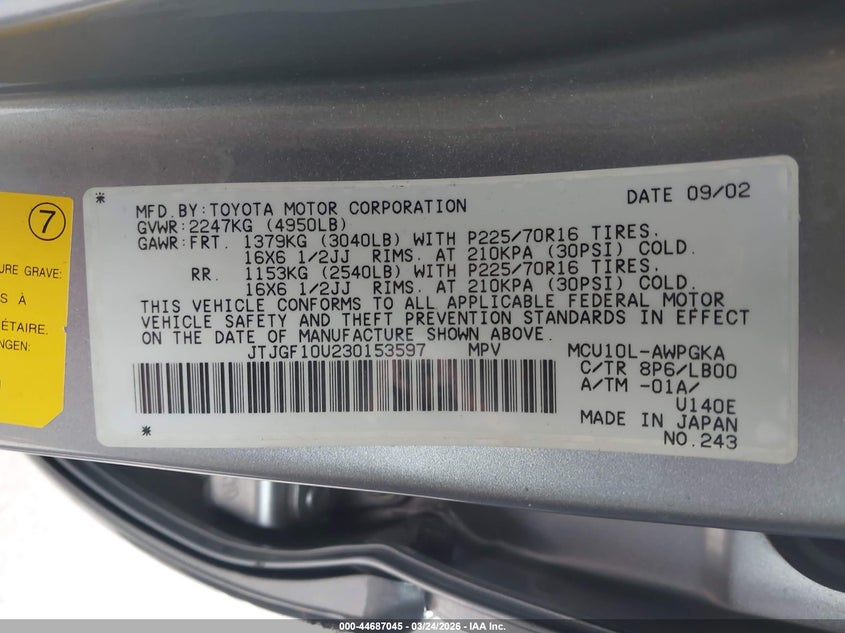 7
URE GRAVE:
S À
ÉTAIRE.
NGEN:
MFD.BY:TOYOTA MOTOR CORPORATION DATE 09/02
GVWR:2247KG (4950LB)
GAWR:FRT. 1379KG (3040LB) WITH P225/70R16 TIRES.
16X6 1/2JJ RIMS. AT 210KPA (30PSI) COLD.
RR. 1153KG (2540LB) WITH P225/70R16 TIRES.
16X6 1/2JJ RIMS. AT 210KPA (30PSI) COLD.
THIS VEHICLE CONFORMS TO ALL APPLICABLE FEDERAL MOTOR
VEHICLE SAFETY AND THEFT PREVENTION STANDARDS IN EFFECT
ON THE DATE OF MANUFACTURE SHOWN ABOVE.
JTJGF10U230153597 MPV MCU10L-AWPGKA
C/TR 8P6/LB00
A/TM -01A/
U140E
MADE IN JAPAN
NO.243
000-44687045 - 03/24/2026 - IAA Inc.